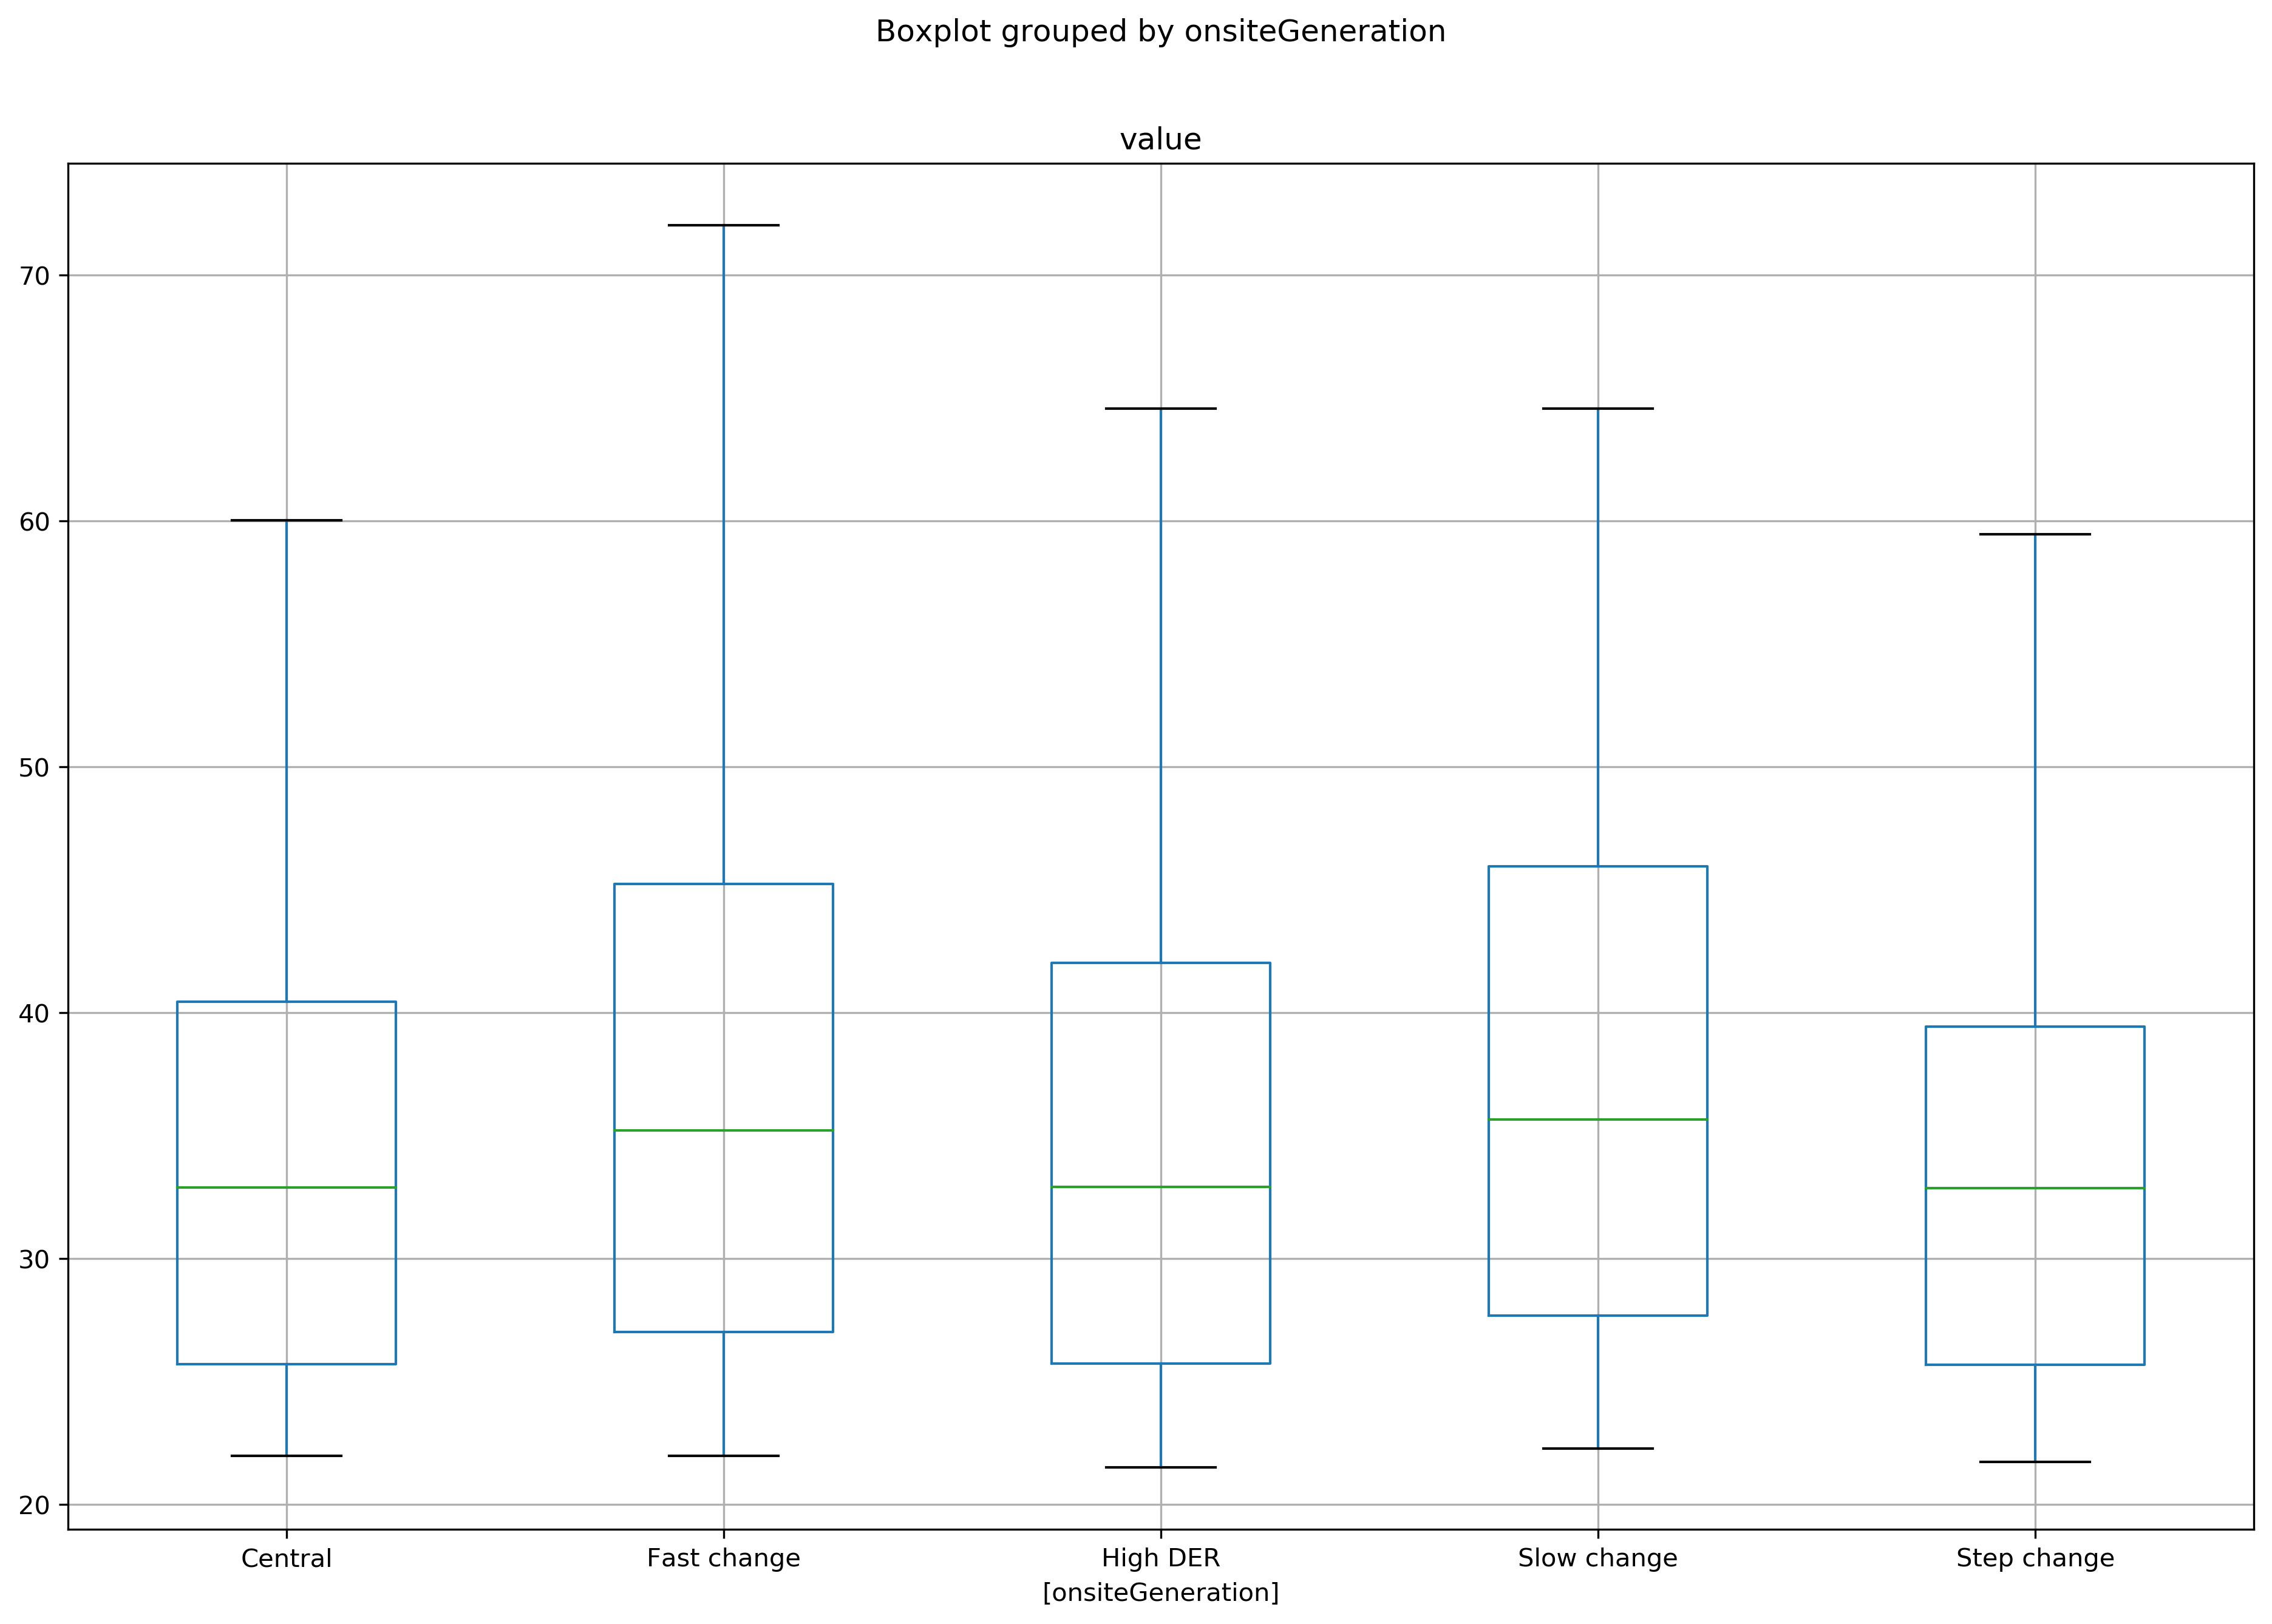 Boxplot grouped by onsiteGeneration
value
70
60
50
40
30
20
Central Fast change High DER Slow change Step change
[onsiteGeneration]